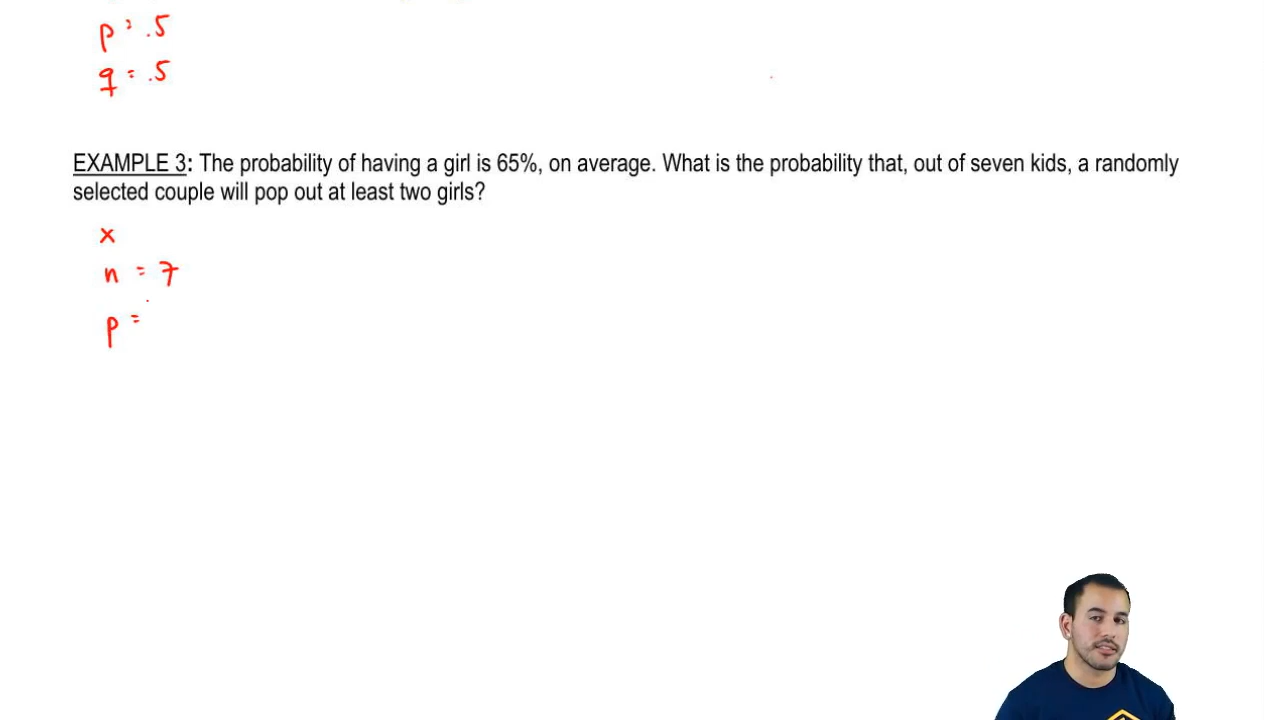 p = .5
q = .5
EXAMPLE 3: The probability of having a girl is 65%, on average. What is the probability that, out of seven kids, a randomly
selected couple will pop out at least two girls?
x
n = 7
p =